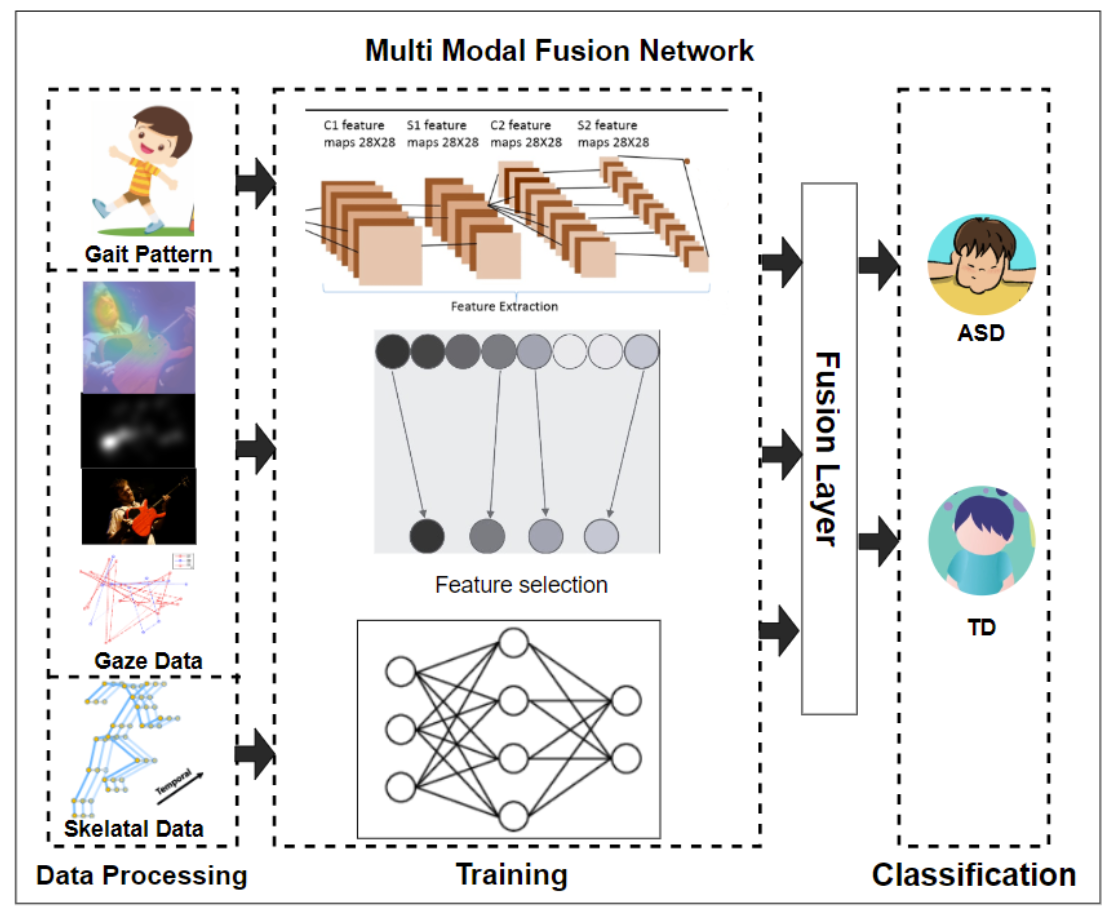 Multi Modal Fusion Network
Gait Pattern
Gaze Data
Temporal
Skelatal Data
Data Processing
C1 feature
maps 28X28
S1 feature
maps 28X28
C2 feature
maps 28X28
S2 feature
maps 28X28
Feature Extraction
Feature selection
Training
Fusion Layer
ASD
TD
Classification